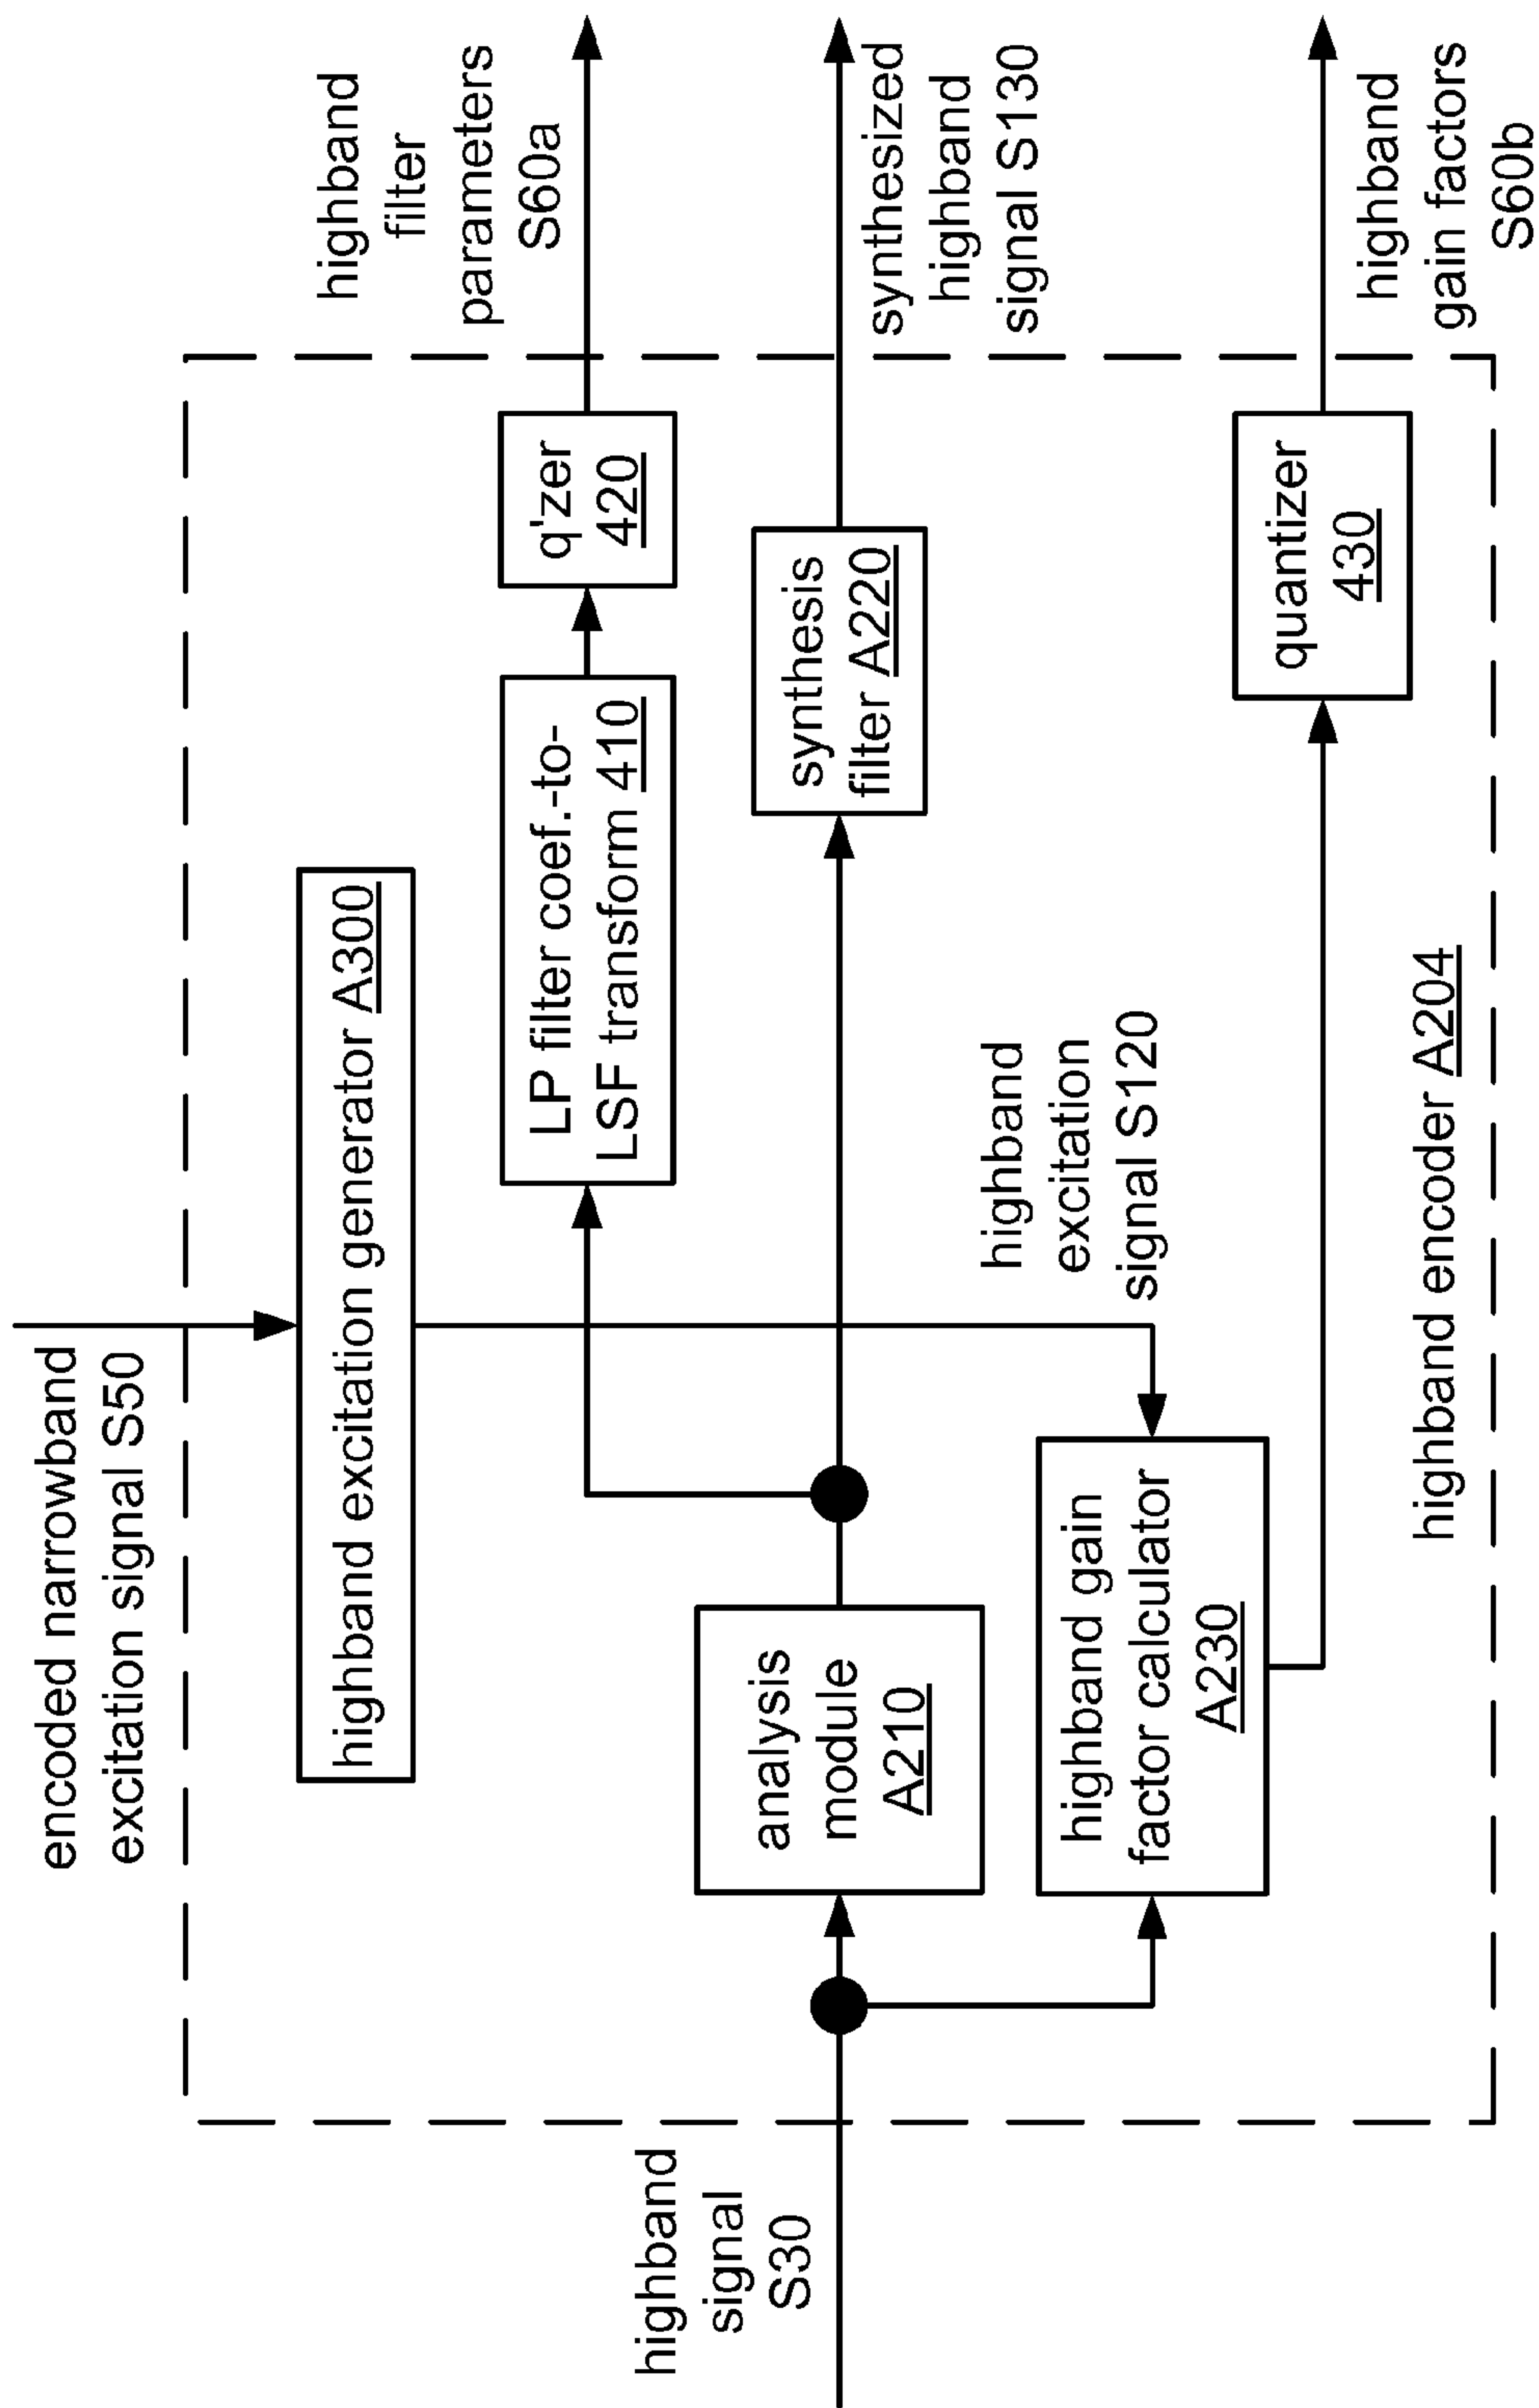 encoded narrowband
excitation signal S50
highband excitation generator A300
highband
filter
parameters
S60a
LP filter coef.-to-
LSF transform 410
q'zer
420
highband
signal
S30
analysis
module
A210
synthesis
filter A220
synthesized
highband
signal S130
highband
excitation
signal S120
highband gain
factor calculator
A230
quantizer
430
highband
gain factors
S60b
highband encoder A204